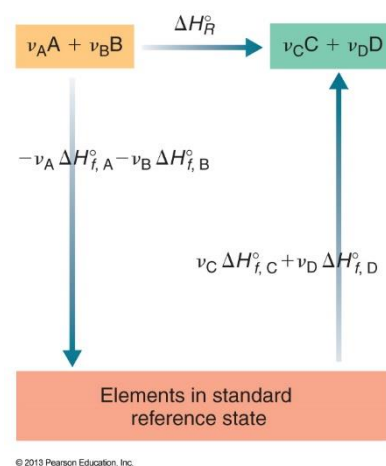 ΔH°R
νAA + νBB
νCC + νDD
−νA ΔH°f, A−νB ΔH°f, B
νC ΔH°f, C+νD ΔH°f, D
Elements in standard
reference state
© 2013 Pearson Education, Inc.